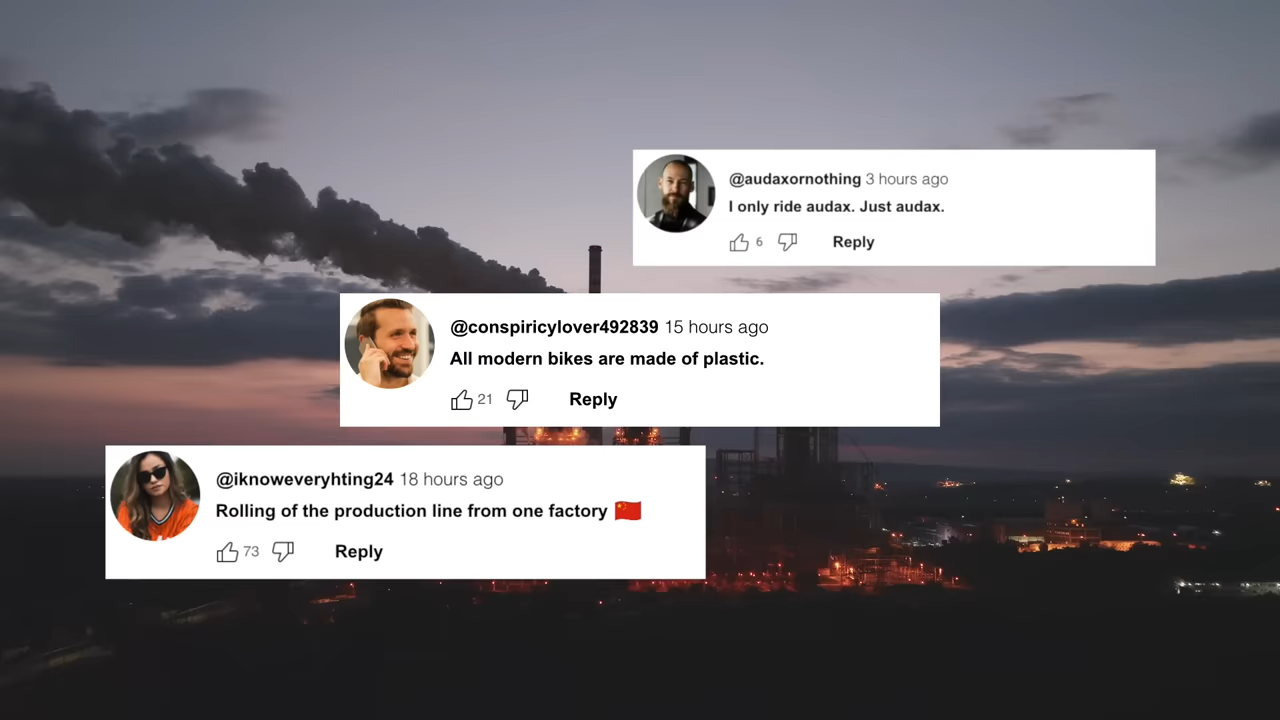 @audaxornothing 3 hours ago
I only ride audax. Just audax.
6 Reply
@conspiricylover492839 15 hours ago
All modern bikes are made of plastic.
21 Reply
@iknoweveryhting24 18 hours ago
Rolling of the production line from one factory 🇨🇳
73 Reply